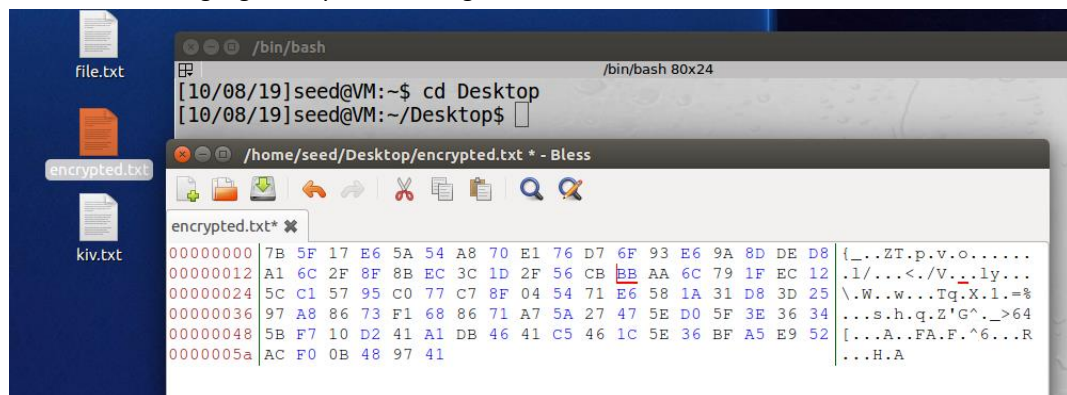 /bin/bash
file.txt
/bin/bash 80x24
[10/08/19]seed@VM:~$ cd Desktop
[10/08/19]seed@VM:~/Desktop$
/home/seed/Desktop/encrypted.txt * - Bless
encrypted.txt
encrypted.txt*
kiv.txt
00000000 7B 5F 17 E6 5A 54 A8 70 E1 76 D7 6F 93 E6 9A 8D DE D8 {_..ZT.p.v.o......
00000012 A1 6C 2F 8F 8B EC 3C 1D 2F 56 CB BB AA 6C 79 1F EC 12 .l/...<./V...ly...
00000024 5C C1 57 95 C0 77 C7 8F 04 54 71 E6 58 1A 31 D8 3D 25 \.W..w...Tq.X.1.=%
00000036 97 A8 86 73 F1 68 86 71 A7 5A 27 47 5E D0 5F 3E 36 34 ...s.h.q.Z'G^._>64
00000048 5B F7 10 D2 41 A1 DB 46 41 C5 46 1C 5E 36 BF A5 E9 52 [...A..FA.F.^6...R
0000005a AC F0 0B 48 97 41 ...H.A